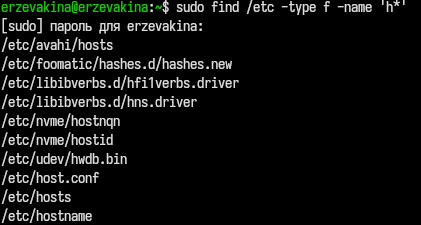 erzevakina@erzevakina:~$ sudo find /etc -type f -name 'h*'
[sudo] пароль для erzevakina:
/etc/avahi/hosts
/etc/foomatic/hashes.d/hashes.new
/etc/libibverbs.d/hfi1verbs.driver
/etc/libibverbs.d/hns.driver
/etc/nvme/hostnqn
/etc/nvme/hostid
/etc/udev/hwdb.bin
/etc/host.conf
/etc/hosts
/etc/hostname